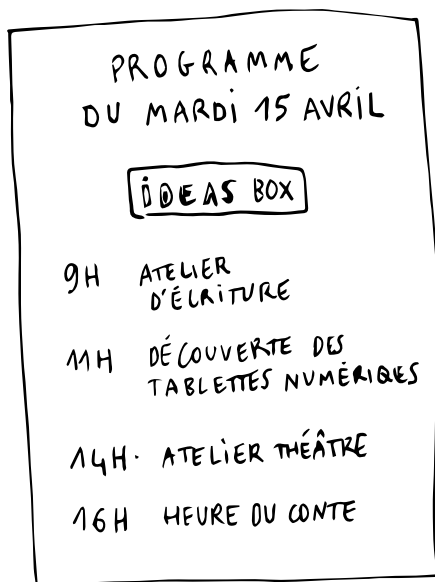 PROGRAMME
DU MARDI 15 AVRIL
IDEAS BOX
9H ATELIER
D'ÉCRITURE
11H DÉCOUVERTE DES
TABLETTES NUMÉRIQUES
14H. ATELIER THÉÂTRE
16H HEURE DU CONTE